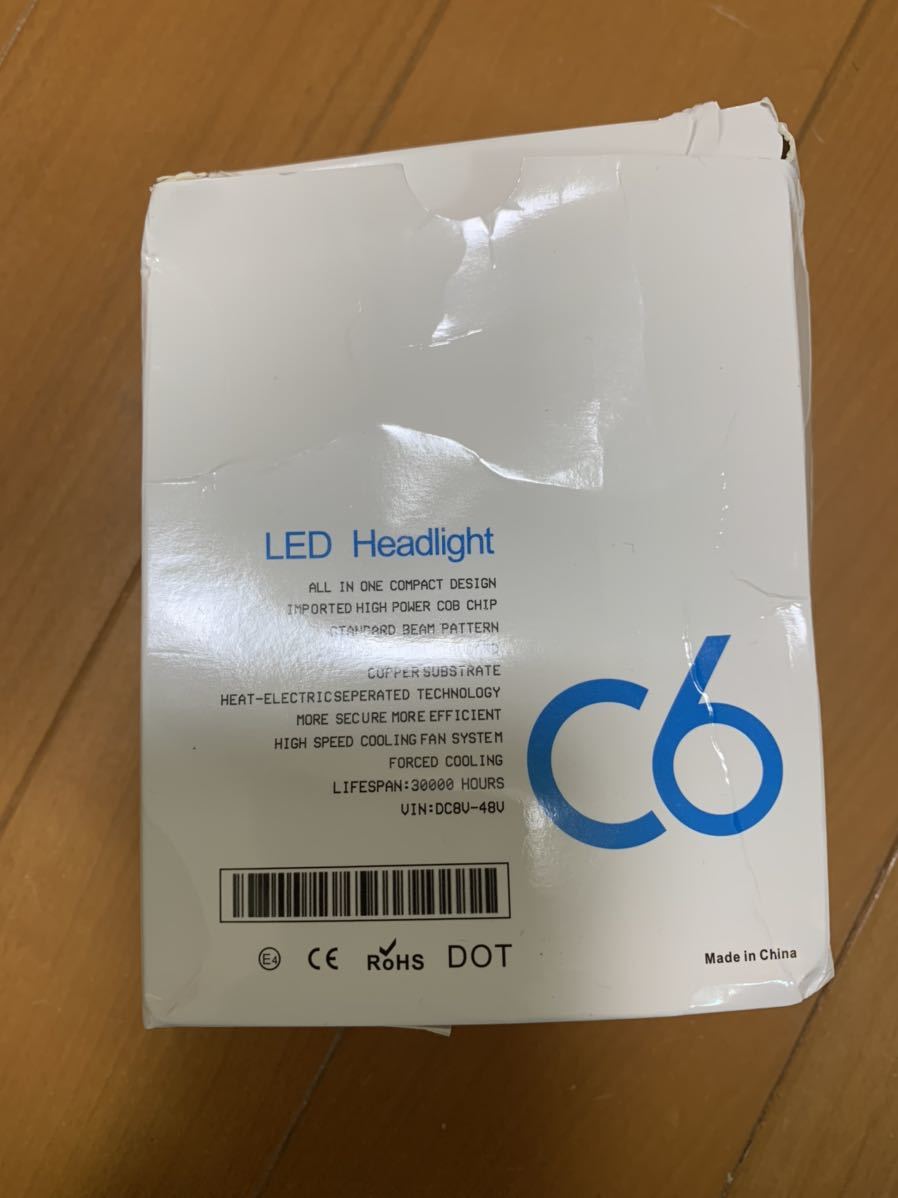 LED Headlight
ALL IN ONE COMPACT DESIGN
IMPORTED HIGH POWER COB CHIP
STANDARD BEAM PATTERN
COPPER SUBSTRATE
HEAT-ELECTRICSEPERATED TECHNOLOGY
MORE SECURE MORE EFFICIENT
HIGH SPEED COOLING FAN SYSTEM
FORCED COOLING
LIFESPAN:30000 HOURS
VIN:DC8V-48V
C6
E4 CE RoHS DOT
Made in China